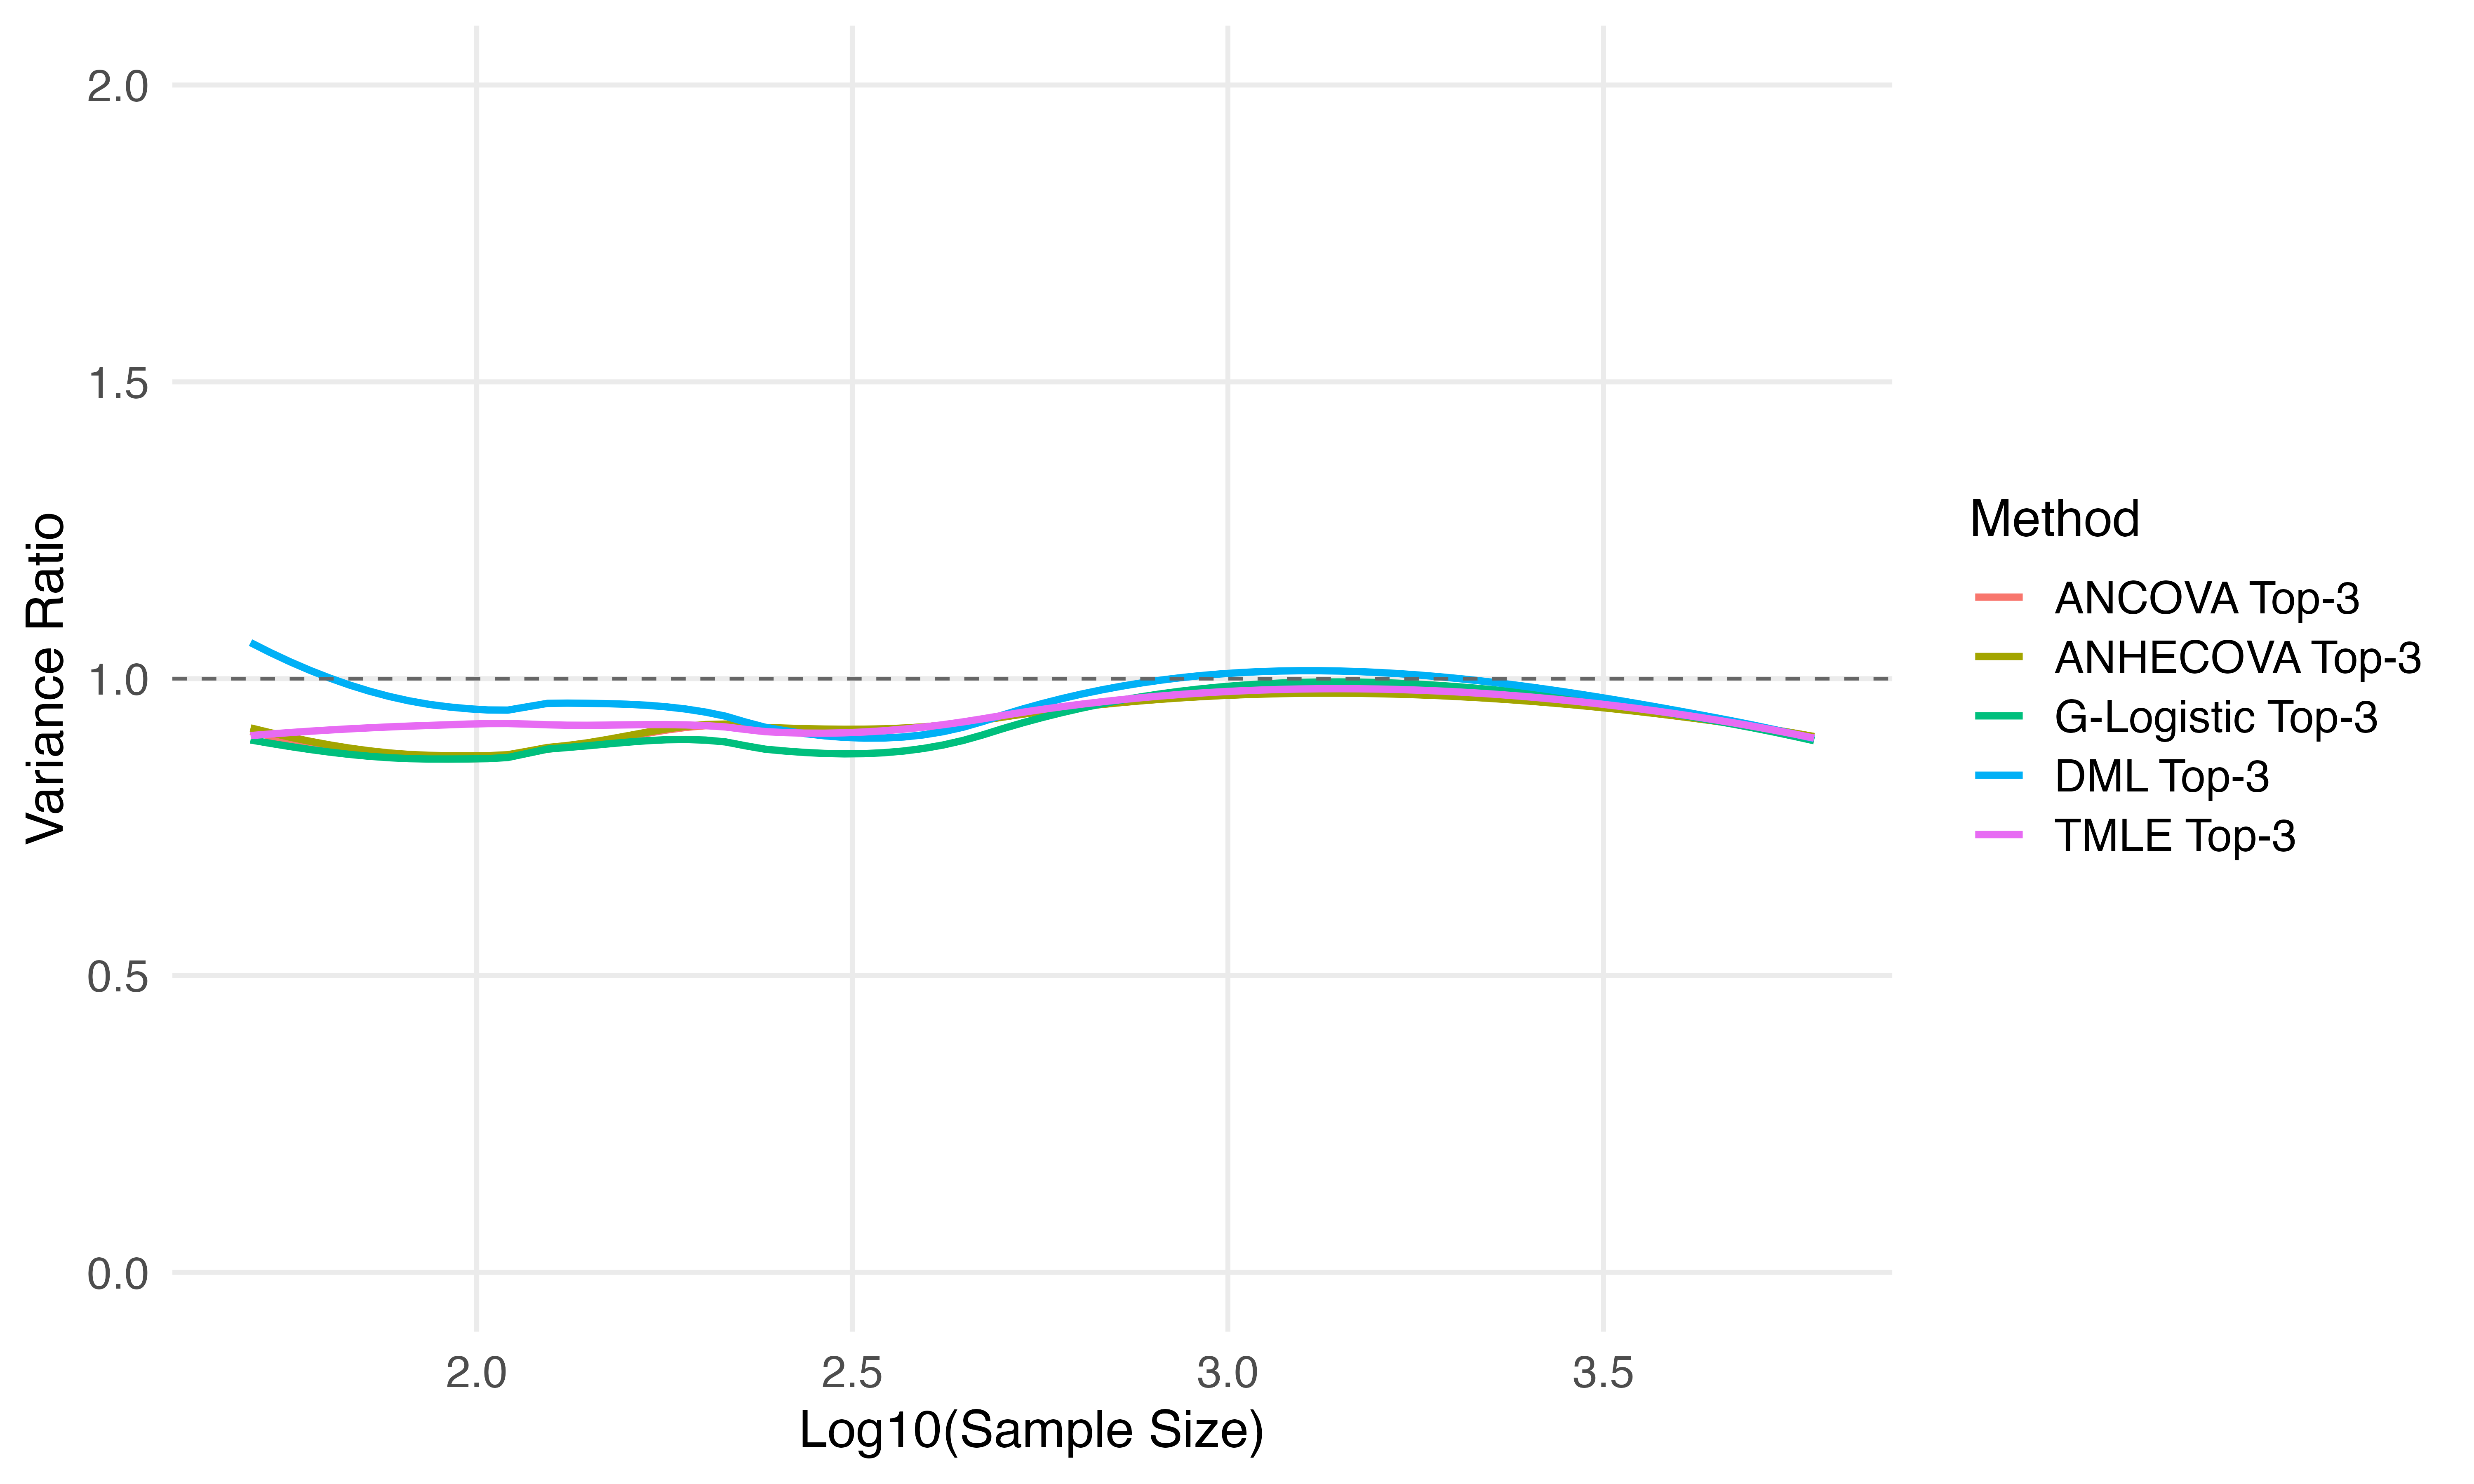 2.0
1.5
1.0
0.5
0.0
Variance Ratio
2.0 2.5 3.0 3.5
Log10(Sample Size)
Method
ANCOVA Top-3
ANHECOVA Top-3
G-Logistic Top-3
DML Top-3
TMLE Top-3